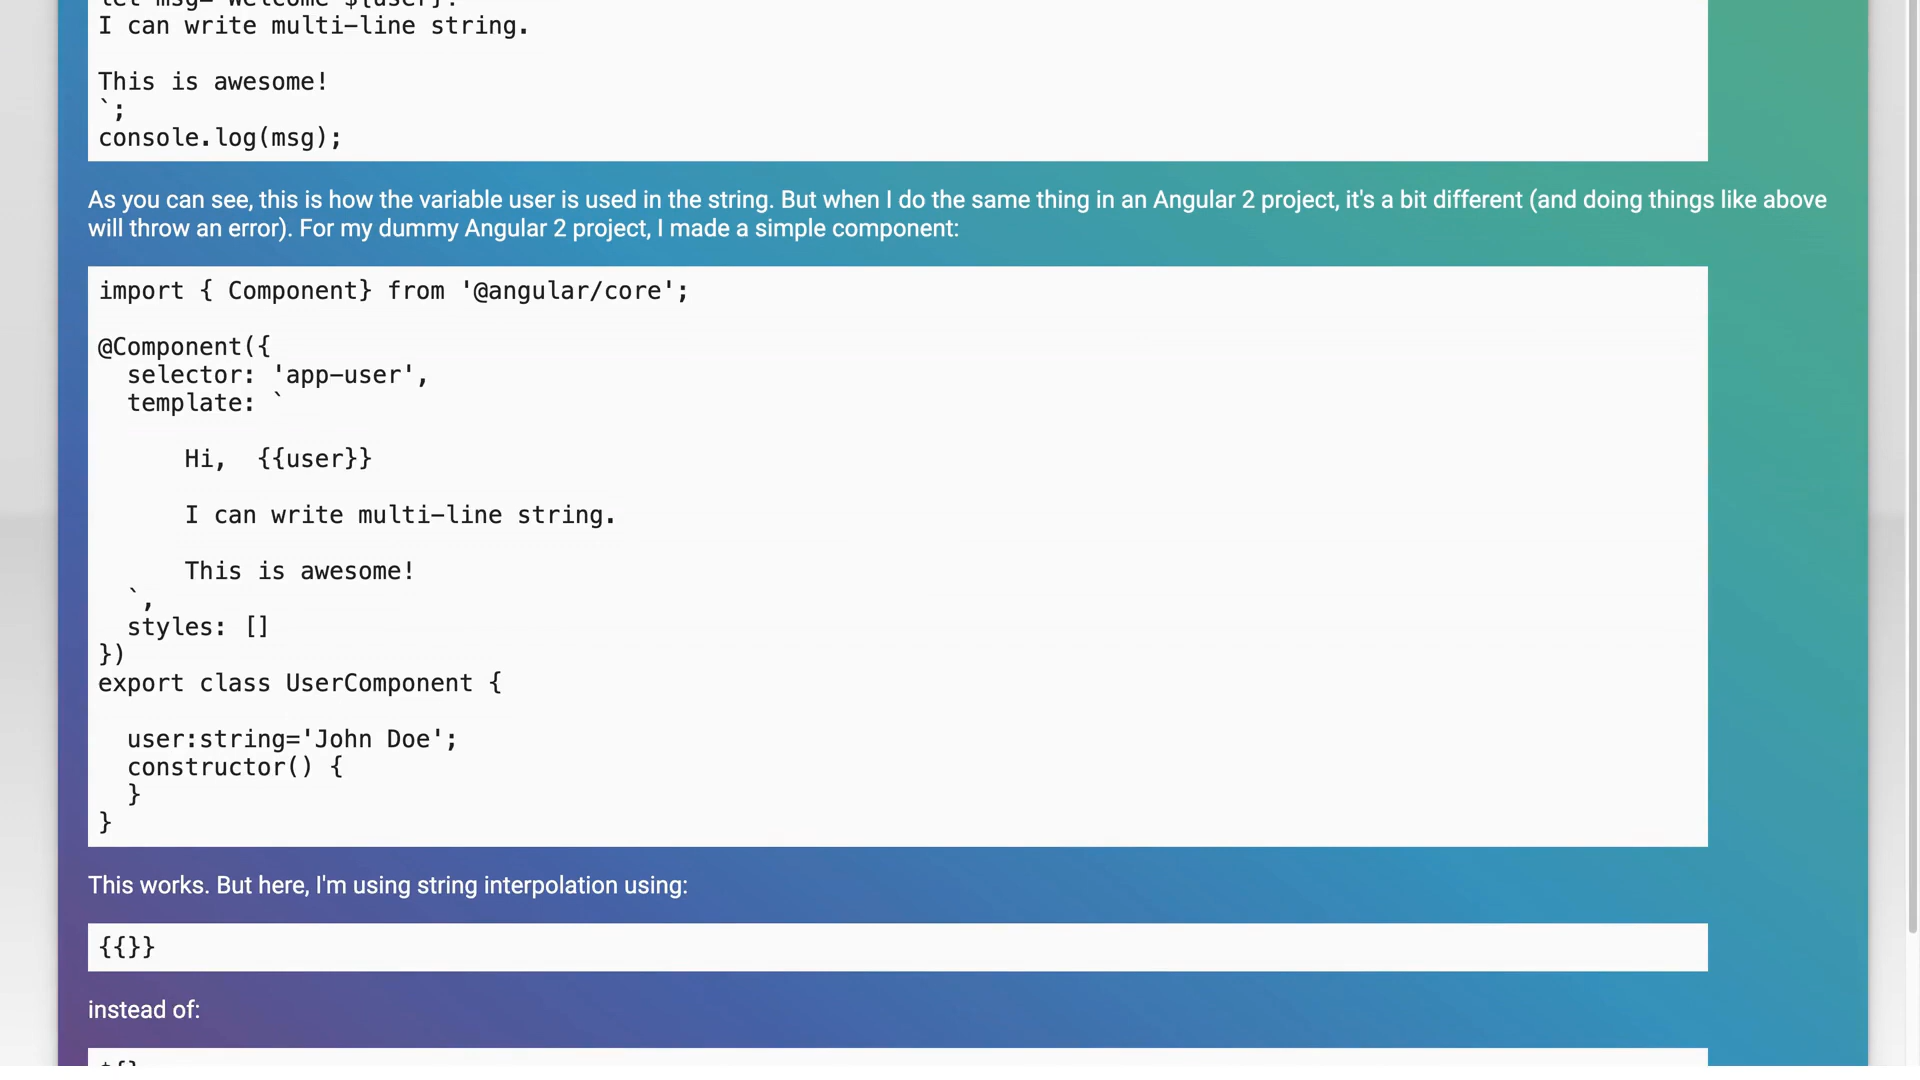 let msg=`Welcome ${user}!
I can write multi-line string.
This is awesome!
`;
console.log(msg);
As you can see, this is how the variable user is used in the string. But when I do the same thing in an Angular 2 project, it's a bit different (and doing things like above
will throw an error). For my dummy Angular 2 project, I made a simple component:
import { Component} from '@angular/core';
@Component({
  selector: 'app-user',
  template: `
      Hi,  {{user}}
      I can write multi-line string.
      This is awesome!
  `,
  styles: []
})
export class UserComponent {
  user:string='John Doe';
  constructor() {
  }
}
This works. But here, I'm using string interpolation using:
{{}}
instead of:
${}